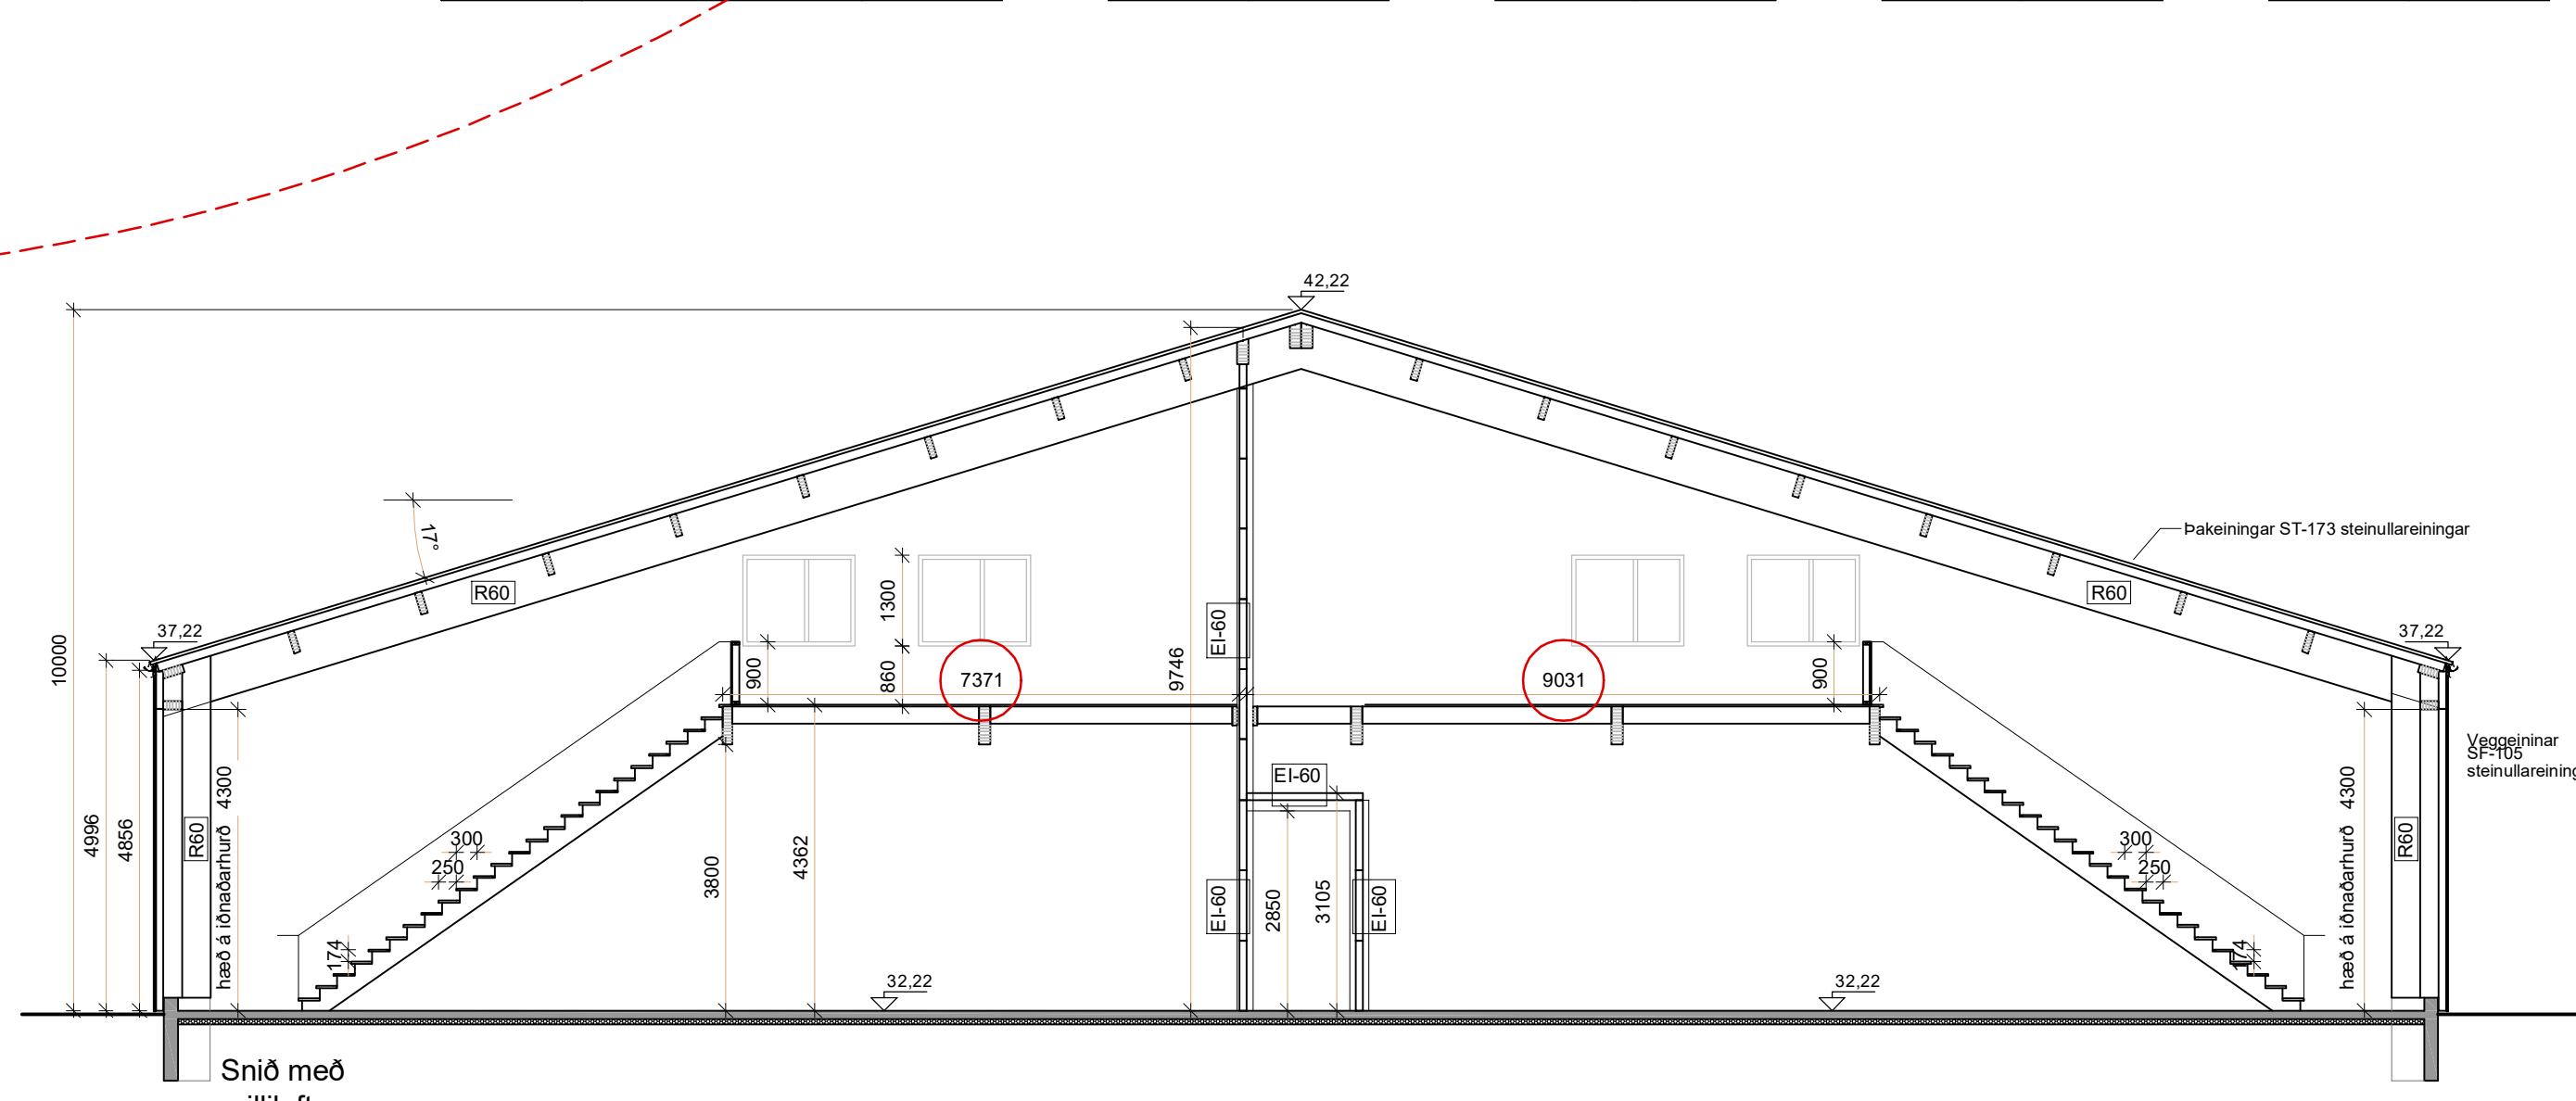 42,22
17°
Þakeiningar ST-173 steinullareiningar
R60
R60
1300
EI-60
37,22
37,22
10000
900
860
7371
9746
9031
900
Veggeininar
SF-105
steinullareining
EI-60
4996
4856
R60
hæð á iðnaðarhurð 4300
300
250
174
3800
4362
EI-60
2850
3105
EI-60
300
250
hæð á iðnaðarhurð 4300
R60
32,22
32,22
Snið með